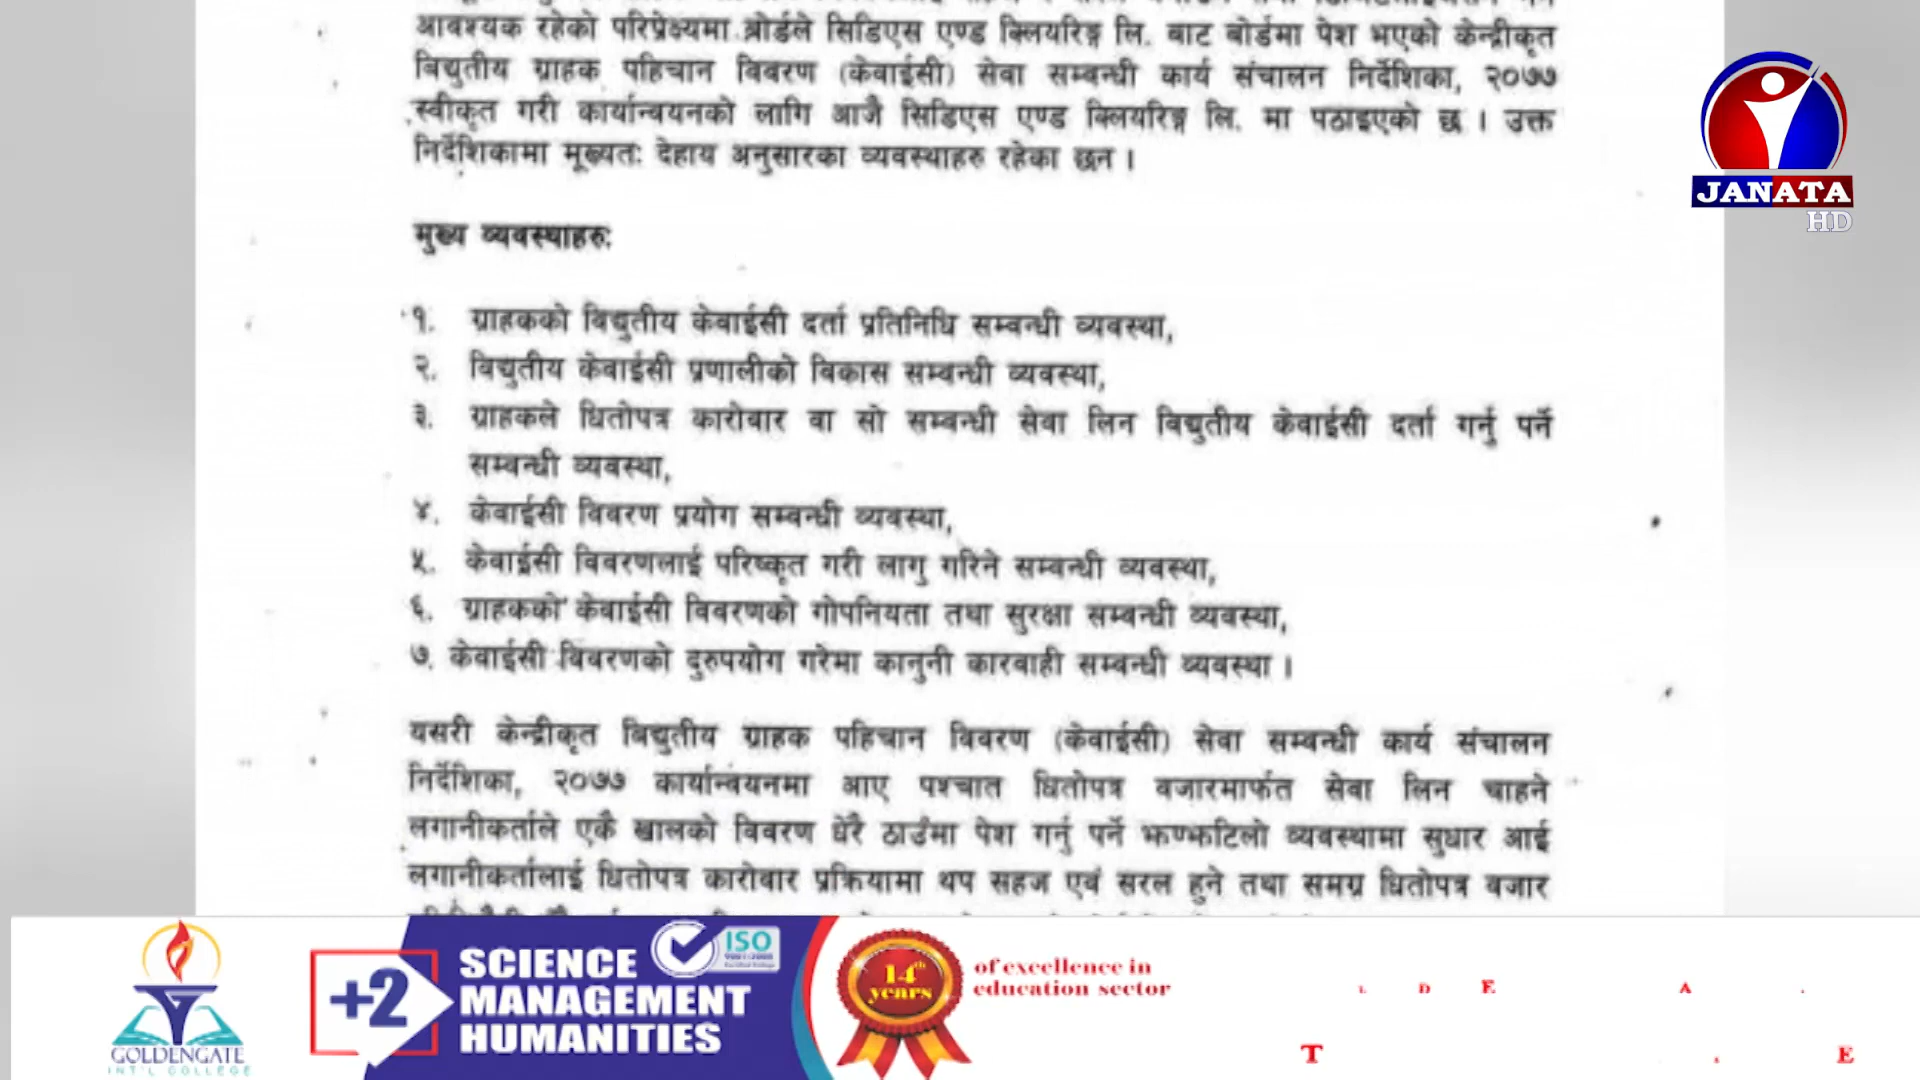 आवश्यक रहेको परिप्रेक्ष्यमा बोर्डले सिडिएस एण्ड क्लियरिङ्ग लि. बाट बोर्डमा पेश भएको केन्द्रीकृत
विद्युतीय ग्राहक पहिचान विवरण (केवाईसी) सेवा सम्बन्धी कार्य संचालन निर्देशिका, २०७७
स्वीकृत गरी कार्यान्वयनको लागि आजै सिडिएस एण्ड क्लियरिङ्ग लि. मा पठाइएको छ । उक्त
निर्देशिकामा मूख्यतः देहाय अनुसारका व्यवस्थाहरु रहेका छन ।
मुख्य व्यवस्थाहरुः
१. ग्राहकको विद्युतीय केवाईसी दर्ता प्रतिनिधि सम्बन्धी व्यवस्था,
२. विद्युतीय केवाईसी प्रणालीको विकास सम्बन्धी व्यवस्था,
३. ग्राहकले धितोपत्र कारोवार वा सो सम्बन्धी सेवा लिन विद्युतीय केवाईसी दर्ता गर्नु पर्ने
सम्बन्धी व्यवस्था,
४. केवाईसी विवरण प्रयोग सम्बन्धी व्यवस्था,
५. केवाईसी विवरणलाई परिष्कृत गरी लागु गरिने सम्बन्धी व्यवस्था,
६. ग्राहकको केवाईसी विवरणको गोपनियता तथा सुरक्षा सम्बन्धी व्यवस्था,
७. केवाईसी विवरणको दुरुपयोग गरेमा कानुनी कारवाही सम्बन्धी व्यवस्था ।
यसरी केन्द्रीकृत विद्युतीय ग्राहक पहिचान विवरण (केवाईसी) सेवा सम्बन्धी कार्य संचालन
निर्देशिका, २०७७ कार्यान्वयनमा आए पश्चात धितोपत्र वजारमार्फत सेवा लिन चाहने
लगानीकर्ताले एकै खालको विवरण धेरै ठाउँमा पेश गर्नु पर्ने झण्झटिलो व्यवस्थामा सुधार आई
लगानीकर्तालाई धितोपत्र कारोवार प्रक्रियामा थप सहज एवं सरल हुने तथा समग्र धितोपत्र वजार
JANATA
HD
GOLDENGATE
INT'L COLLEGE
+2
SCIENCE
MANAGEMENT
HUMANITIES
ISO
9001:2008
14th
years
of excellence in
education sector
L D E A .
T . E